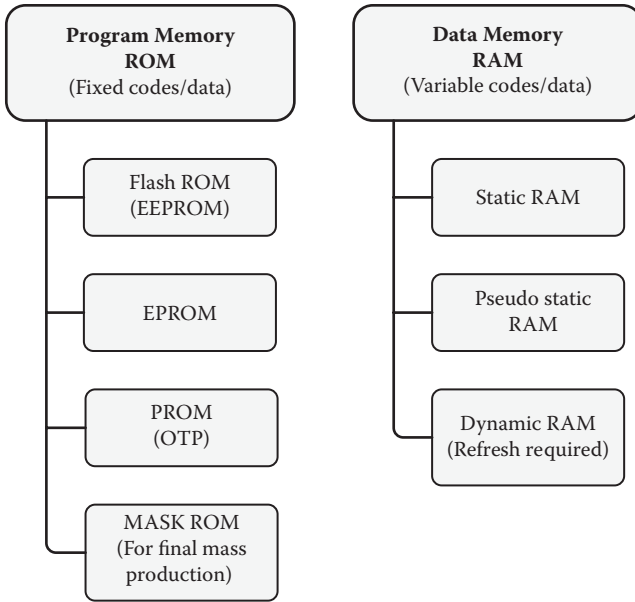 Program Memory
ROM
(Fixed codes/data)
Flash ROM
(EEPROM)
EPROM
PROM
(OTP)
MASK ROM
(For final mass
production)
Data Memory
RAM
(Variable codes/data)
Static RAM
Pseudo static
RAM
Dynamic RAM
(Refresh required)